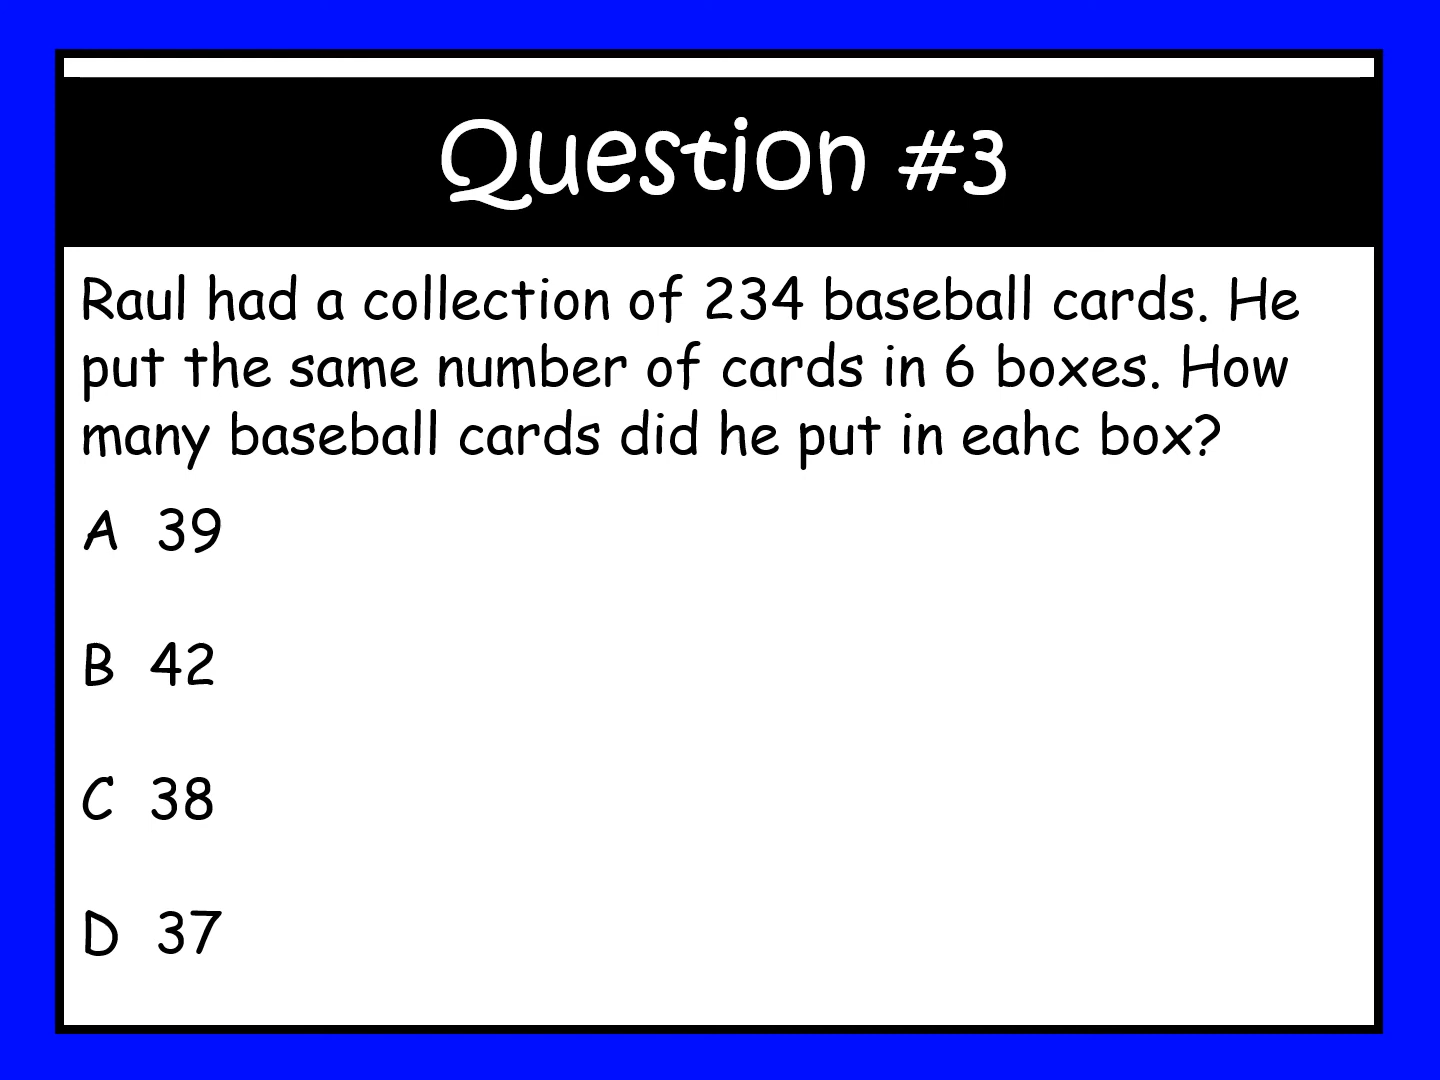 Question #3
Raul had a collection of 234 baseball cards. He
put the same number of cards in 6 boxes. How
many baseball cards did he put in eahc box?
A 39
B 42
C 38
D 37